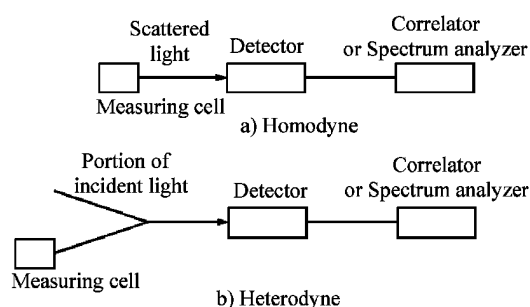 Scattered
light
Detector
Correlator
or Spectrum analyzer
Measuring cell
a) Homodyne
Portion of
incident light
Detector
Correlator
or Spectrum analyzer
Measuring cell
b) Heterodyne